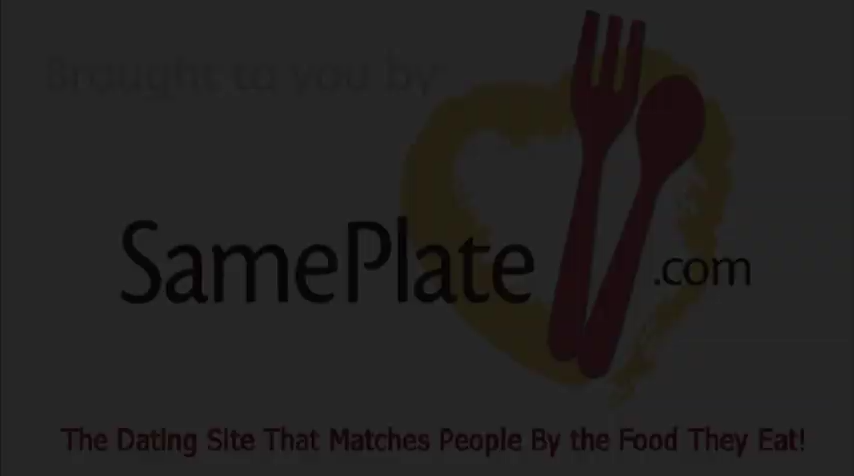 Brought to you by
SamePlate.com
The Dating Site That Matches People By the Food They Eat!